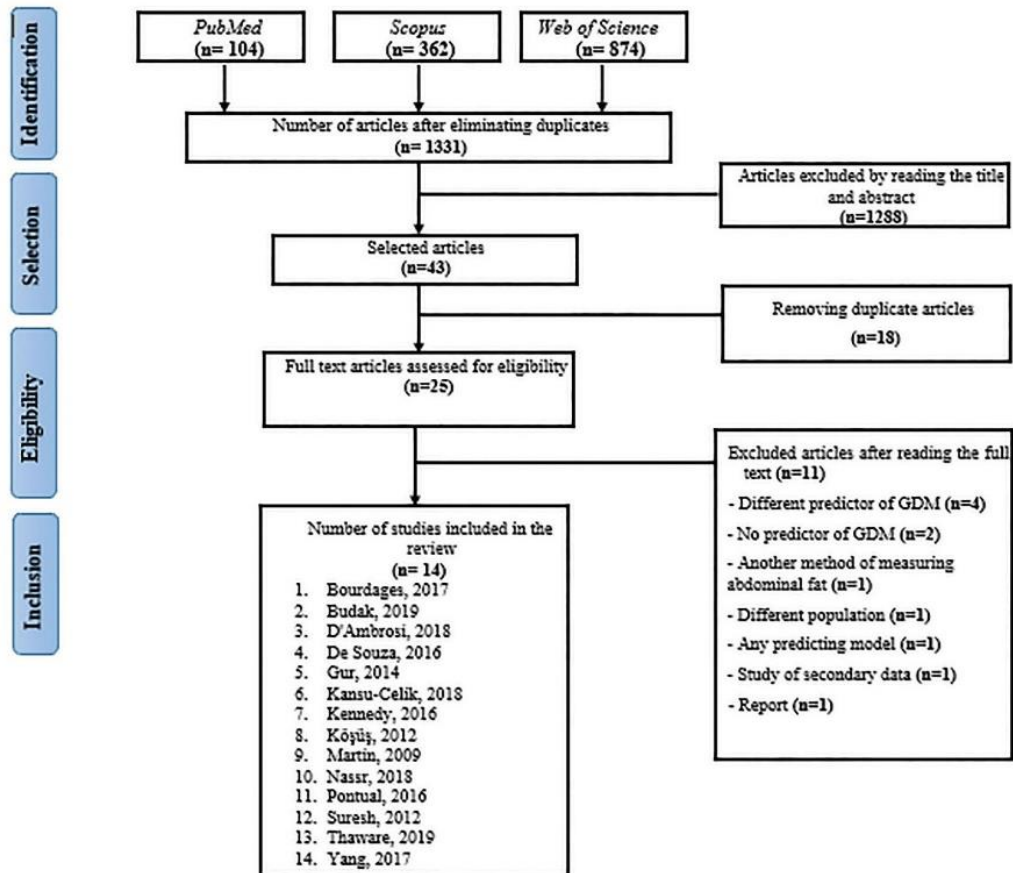 Identification
PubMed
(n= 104)
Scopus
(n= 362)
Web of Science
(n= 874)
Number of articles after eliminating duplicates
(n= 1331)
Articles excluded by reading the title
and abstract
(n=1288)
Selection
Selected articles
(n=43)
Removing duplicate articles
(n=18)
Eligibility
Full text articles assessed for eligibility
(n=25)
Excluded articles after reading the full
text (n=11)
- Different predictor of GDM (n=4)
- No predictor of GDM (n=2)
- Another method of measuring
abdominal fat (n=1)
- Different population (n=1)
- Any predicting model (n=1)
- Study of secondary data (n=1)
- Report (n=1)
Inclusion
Number of studies included in the
review
(n= 14)
1. Bourdages, 2017
2. Budak, 2019
3. D'Ambrosi, 2018
4. De Souza, 2016
5. Gur, 2014
6. Kansu-Celik, 2018
7. Kennedy, 2016
8. Köşüş, 2012
9. Martin, 2009
10. Nassr, 2018
11. Pontual, 2016
12. Suresh, 2012
13. Thaware, 2019
14. Yang, 2017